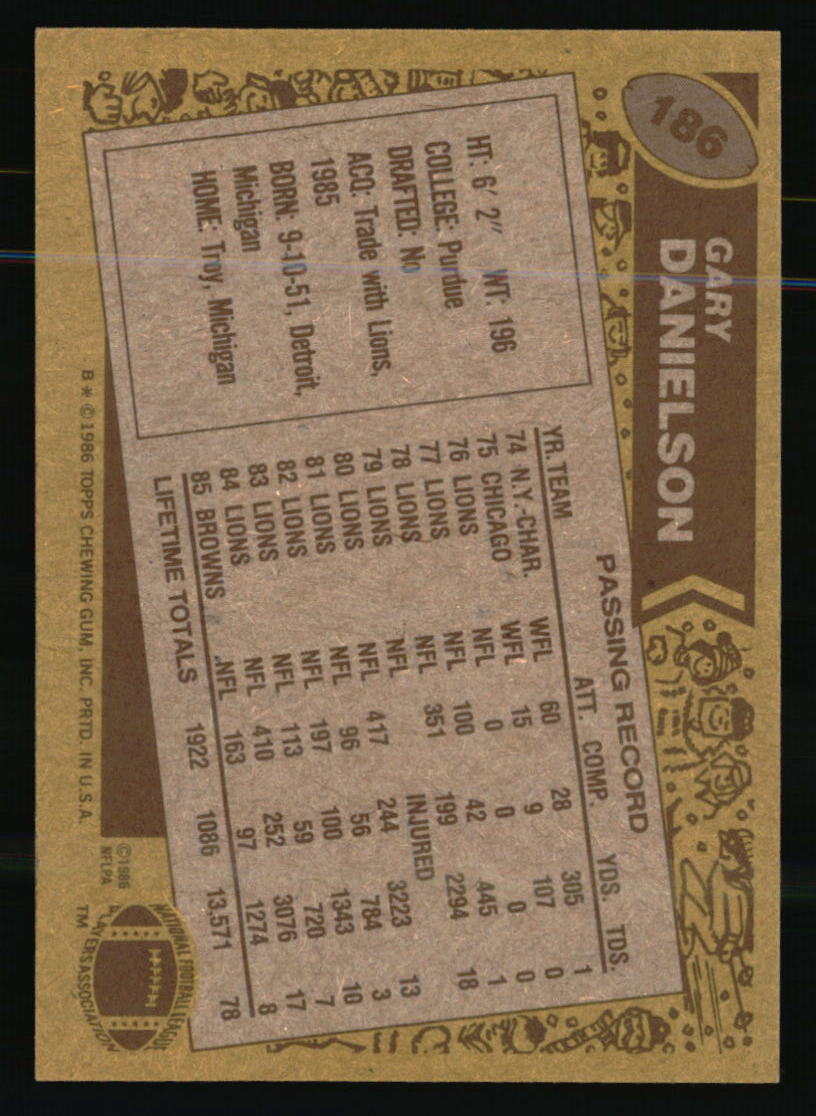 186
GARY
DANIELSON
HT: 6' 2" WT: 196
COLLEGE: Purdue
DRAFTED: No
ACQ: Trade with Lions,
1985
BORN: 9-10-51, Detroit,
Michigan
HOME: Troy, Michigan
PASSING RECORD
YR. TEAM ATT. COMP. YDS. TDS.
74 N.Y.-CHAR. WFL 60 28 305 1
75 CHICAGO WFL 15 9 107 0
76 LIONS NFL 0 0 0 0
77 LIONS NFL 100 42 445 1
78 LIONS NFL 351 199 2294 18
79 LIONS NFL INJURED
80 LIONS NFL 417 244 3223 13
81 LIONS NFL 96 56 784 3
82 LIONS NFL 197 100 1343 10
83 LIONS NFL 113 59 720 7
84 LIONS NFL 410 252 3076 17
85 BROWNS NFL 163 97 1274 8
LIFETIME TOTALS 1922 1086 13,571 78
©1986
NFLPA
NATIONAL FOOTBALL LEAGUE
PLAYERS ASSOCIATION
TM
B * © 1986 TOPPS CHEWING GUM, INC. PRTD. IN U.S.A.